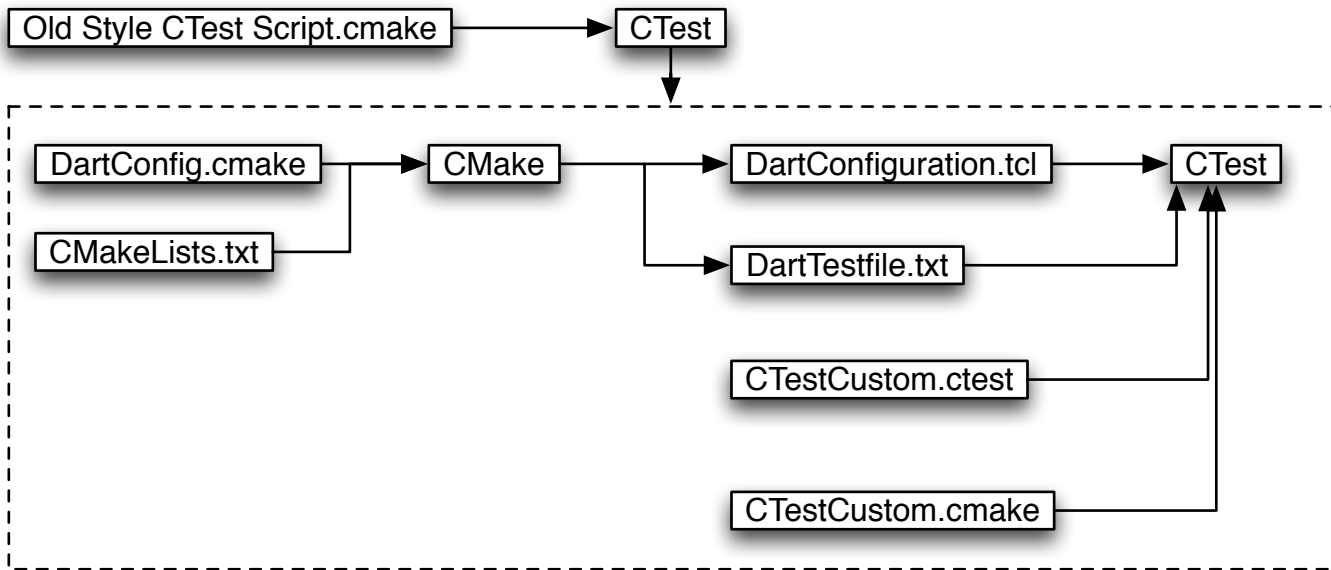 Old Style CTest Script.cmake
CTest
DartConfig.cmake
CMake
DartConfiguration.tcl
CTest
CMakeLists.txt
DartTestfile.txt
CTestCustom.ctest
CTestCustom.cmake